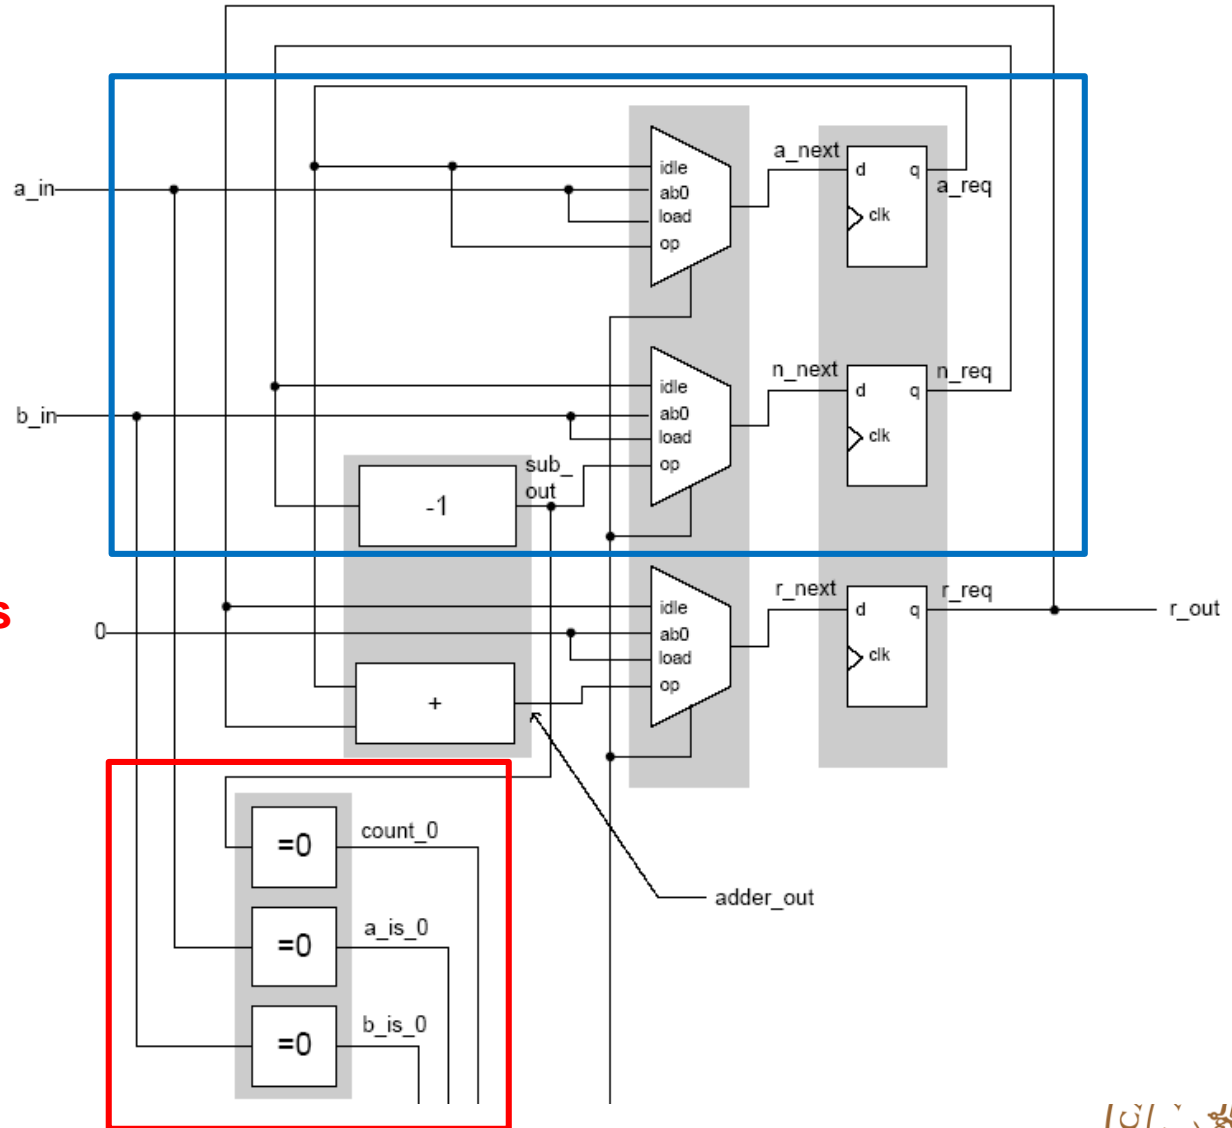 a_in
idle
ab0
load
op
a_next
d
q
clk
a_req
b_in
idle
ab0
load
op
n_next
d
q
clk
n_req
-1
sub_
out
s
0
idle
ab0
load
op
r_next
d
q
clk
r_req
r_out
+
adder_out
=0
count_0
=0
a_is_0
=0
b_is_0